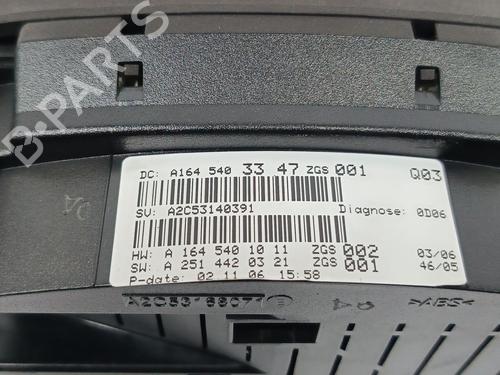 B-PARTS
DC: A164 540 33 47 ZGS 001 Q03
SV: A2C53140391 Diagnose: 0D06
HW: A 164 540 10 11 ZGS 002 03/06
SW: A 251 442 03 21 ZGS 001 46/05
P-date: 02.11.06 15:58
>ABS<